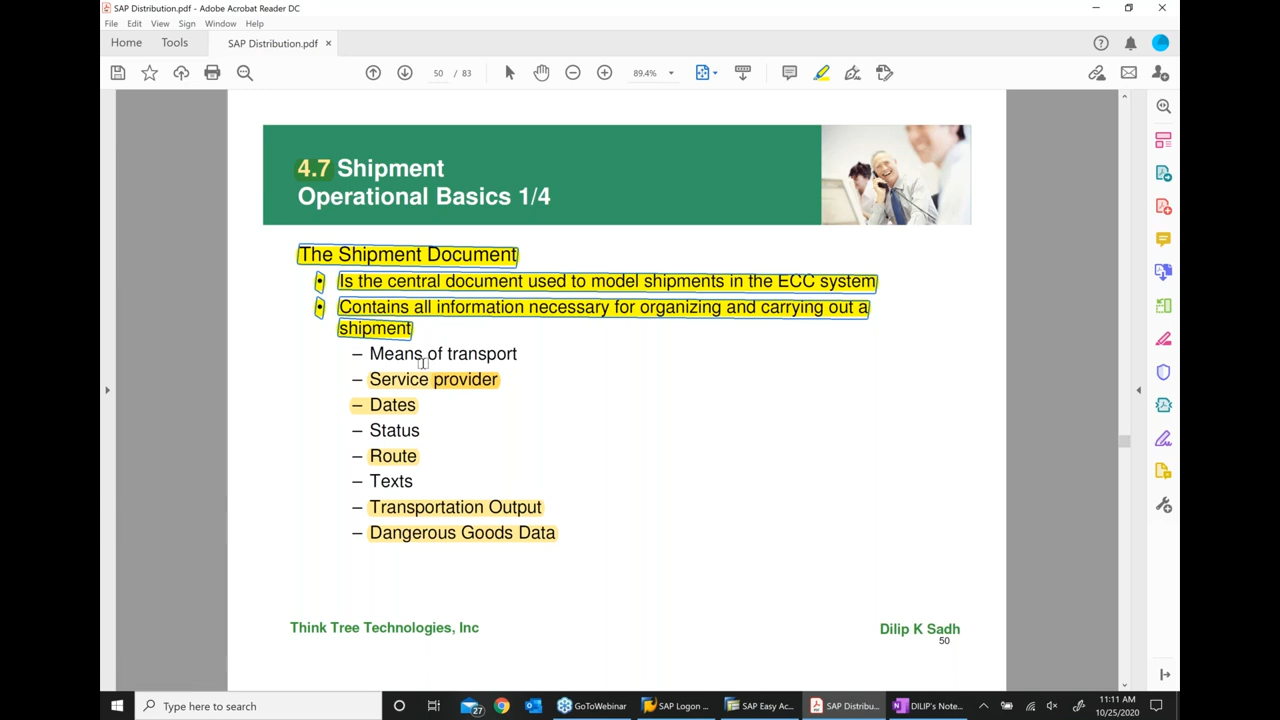 SAP Distribution.pdf - Adobe Acrobat Reader DC
File Edit View Sign Window Help
Home Tools SAP Distribution.pdf ×
50 / 83 89.4%
4.7 Shipment
Operational Basics 1/4
The Shipment Document
• Is the central document used to model shipments in the ECC system
• Contains all information necessary for organizing and carrying out a
shipment
– Means of transport
– Service provider
– Dates
– Status
– Route
– Texts
– Transportation Output
– Dangerous Goods Data
Think Tree Technologies, Inc
Dilip K Sadh
50
Type here to search
27
GoToWebinar
SAP Logon ...
SAP Easy Ac...
SAP Distribu...
DILIP's Note...
11:11 AM
10/25/2020